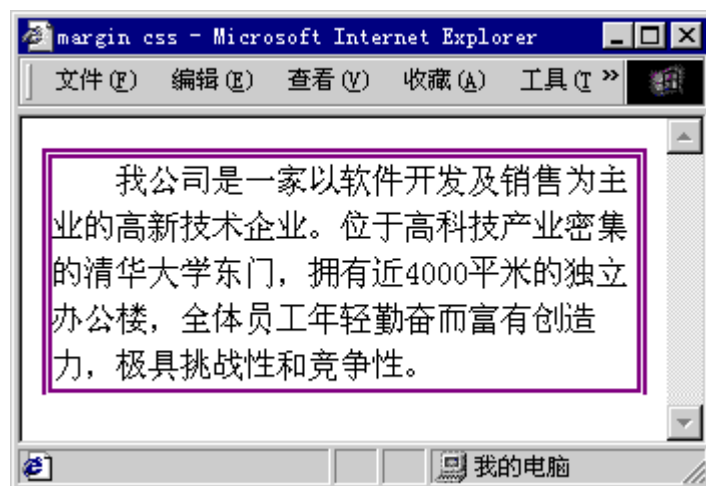 margin css - Microsoft Internet Explorer
文件(F) 编辑(E) 查看(V) 收藏(A) 工具(T »
我公司是一家以软件开发及销售为主
业的高新技术企业。位于高科技产业密集
的清华大学东门，拥有近4000平米的独立
办公楼，全体员工年轻勤奋而富有创造
力，极具挑战性和竞争性。
我的电脑